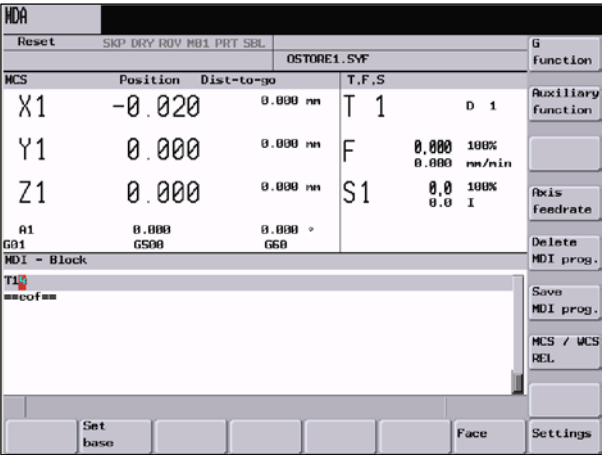 MDA
Reset SKP DRY ROV M01 PRT SBL
OSTORE1.SYF
MCS Position Dist-to-go T,F,S
X1 -0.020 0.000 mm T 1 D 1
Y1 0.000 0.000 mm F 0,000 100%
0.000 mm/min
Z1 0.000 0.000 mm S1 0,0 100%
0.0 I
A1 0.000 0.000 °
G01 G500 G60
MDI - Block
==eof==
G function
Auxiliary function
Axis feedrate
Delete MDI prog.
Save MDI prog.
MCS / WCS REL
Set base
Face
Settings